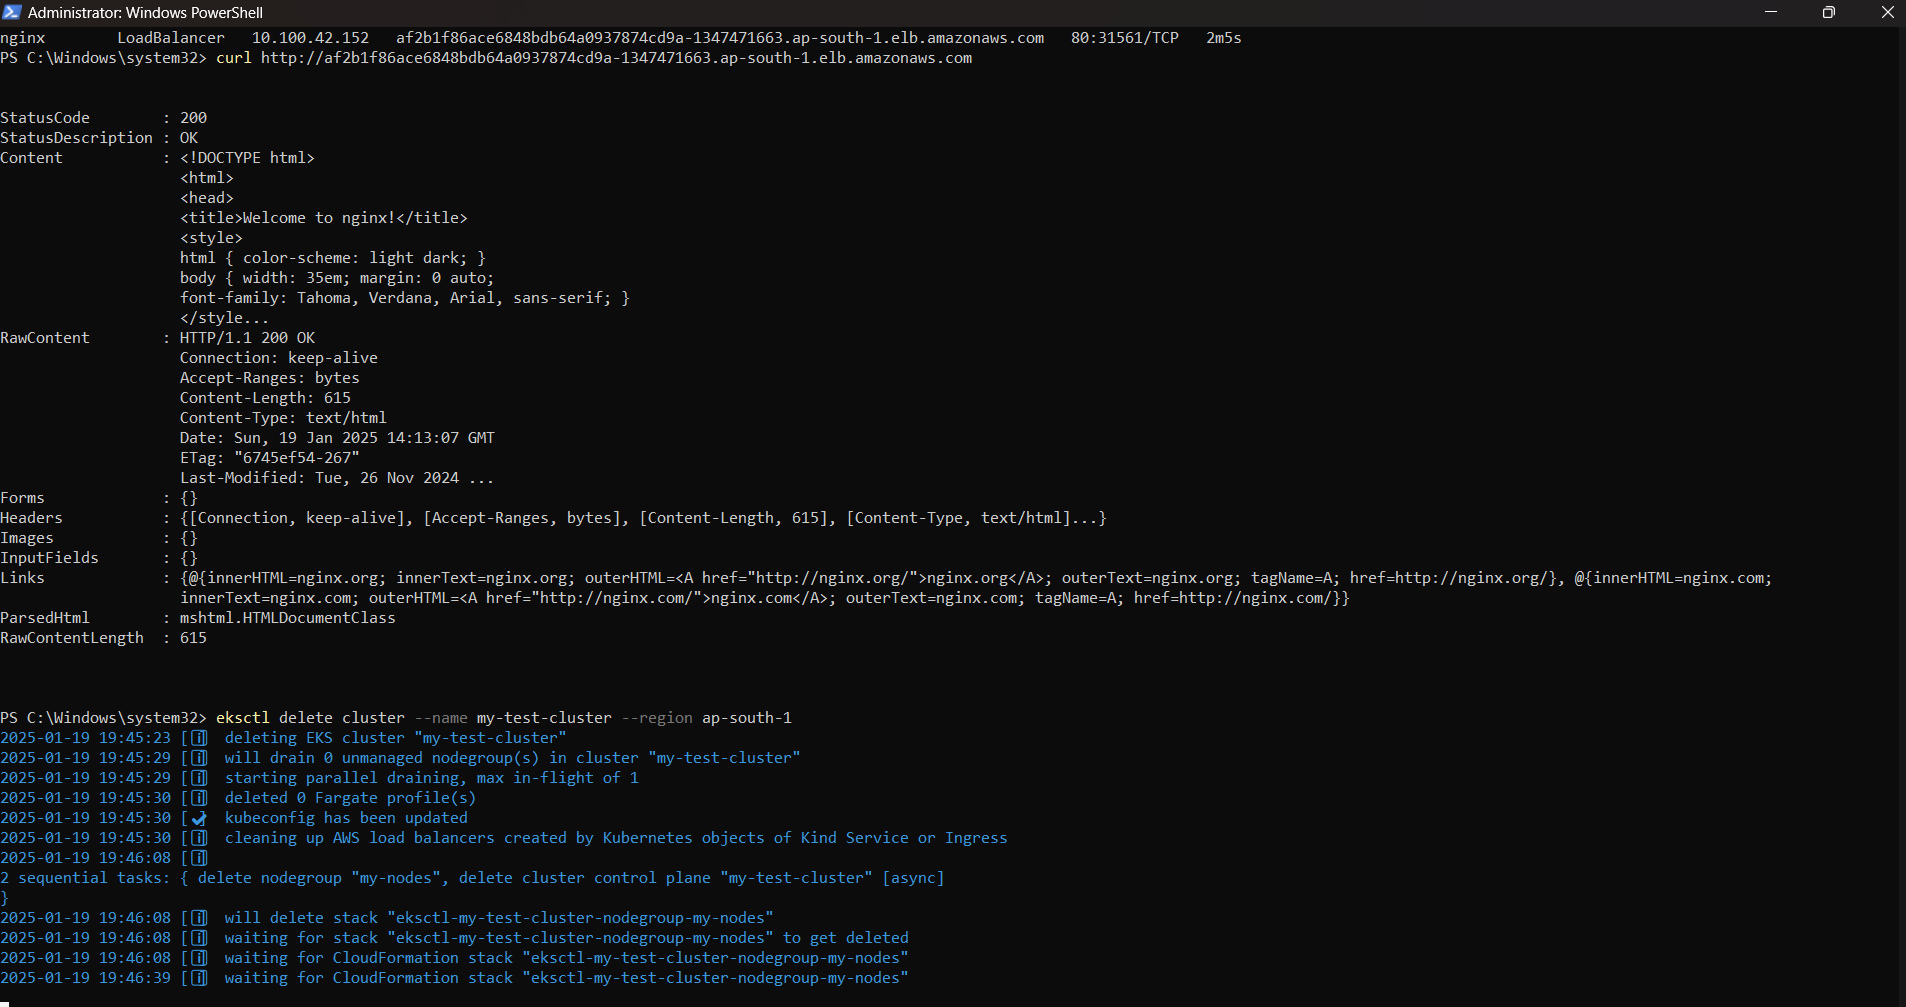 Administrator: Windows PowerShell
nginx        LoadBalancer   10.100.42.152   af2b1f86ace6848bdb64a0937874cd9a-1347471663.ap-south-1.elb.amazonaws.com   80:31561/TCP   2m5s
PS C:\Windows\system32> curl http://af2b1f86ace6848bdb64a0937874cd9a-1347471663.ap-south-1.elb.amazonaws.com
StatusCode        : 200
StatusDescription : OK
Content           : <!DOCTYPE html>
                    <html>
                    <head>
                    <title>Welcome to nginx!</title>
                    <style>
                    html { color-scheme: light dark; }
                    body { width: 35em; margin: 0 auto;
                    font-family: Tahoma, Verdana, Arial, sans-serif; }
                    </style...
RawContent        : HTTP/1.1 200 OK
                    Connection: keep-alive
                    Accept-Ranges: bytes
                    Content-Length: 615
                    Content-Type: text/html
                    Date: Sun, 19 Jan 2025 14:13:07 GMT
                    ETag: "6745ef54-267"
                    Last-Modified: Tue, 26 Nov 2024 ...
Forms             : {}
Headers           : {[Connection, keep-alive], [Accept-Ranges, bytes], [Content-Length, 615], [Content-Type, text/html]...}
Images            : {}
InputFields       : {}
Links             : {@{innerHTML=nginx.org; innerText=nginx.org; outerHTML=<A href="http://nginx.org/">nginx.org</A>; outerText=nginx.org; tagName=A; href=http://nginx.org/}, @{innerHTML=nginx.com;
                    innerText=nginx.com; outerHTML=<A href="http://nginx.com/">nginx.com</A>; outerText=nginx.com; tagName=A; href=http://nginx.com/}}
ParsedHtml        : mshtml.HTMLDocumentClass
RawContentLength  : 615
PS C:\Windows\system32> eksctl delete cluster --name my-test-cluster --region ap-south-1
2025-01-19 19:45:23 [ℹ]  deleting EKS cluster "my-test-cluster"
2025-01-19 19:45:29 [ℹ]  will drain 0 unmanaged nodegroup(s) in cluster "my-test-cluster"
2025-01-19 19:45:29 [ℹ]  starting parallel draining, max in-flight of 1
2025-01-19 19:45:30 [ℹ]  deleted 0 Fargate profile(s)
2025-01-19 19:45:30 [✔]  kubeconfig has been updated
2025-01-19 19:45:30 [ℹ]  cleaning up AWS load balancers created by Kubernetes objects of Kind Service or Ingress
2025-01-19 19:46:08 [ℹ]
2 sequential tasks: { delete nodegroup "my-nodes", delete cluster control plane "my-test-cluster" [async]
}
2025-01-19 19:46:08 [ℹ]  will delete stack "eksctl-my-test-cluster-nodegroup-my-nodes"
2025-01-19 19:46:08 [ℹ]  waiting for stack "eksctl-my-test-cluster-nodegroup-my-nodes" to get deleted
2025-01-19 19:46:08 [ℹ]  waiting for CloudFormation stack "eksctl-my-test-cluster-nodegroup-my-nodes"
2025-01-19 19:46:39 [ℹ]  waiting for CloudFormation stack "eksctl-my-test-cluster-nodegroup-my-nodes"